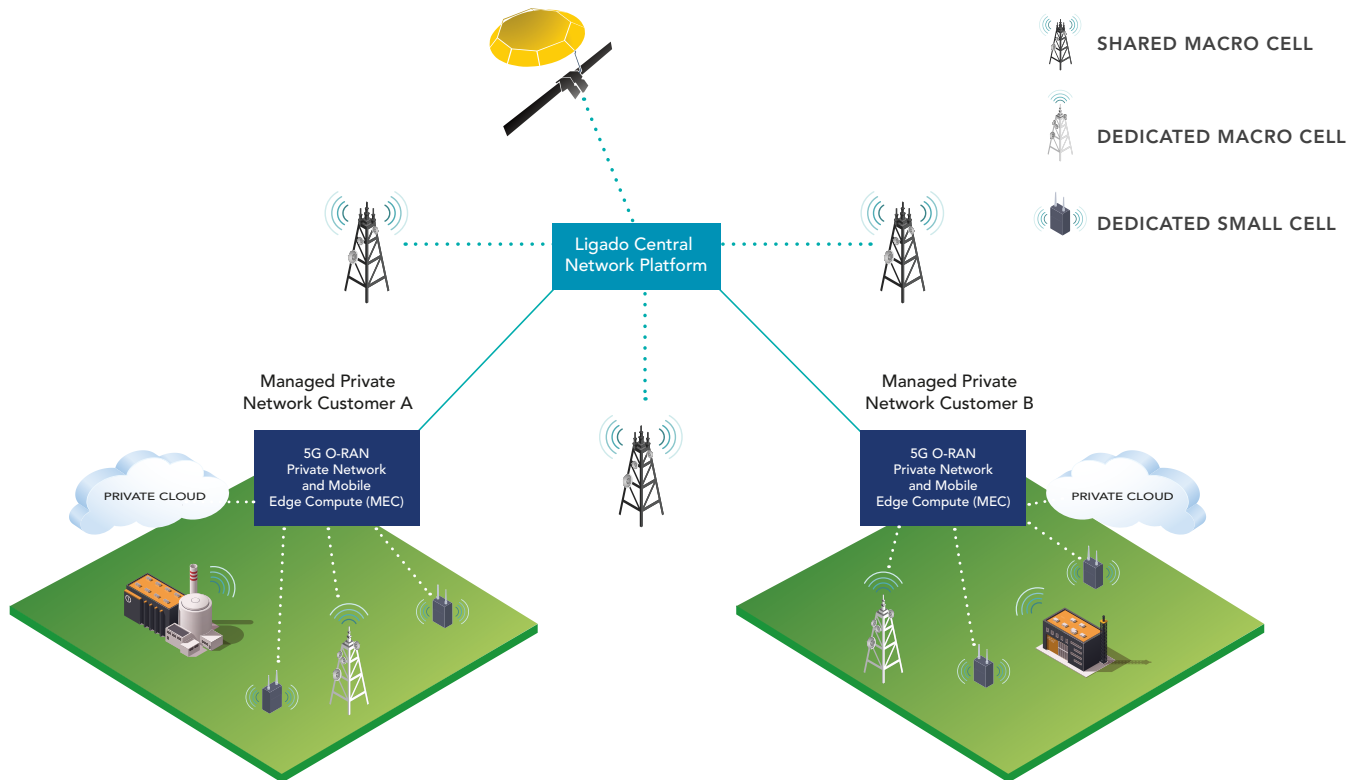 SHARED MACRO CELL
DEDICATED MACRO CELL
DEDICATED SMALL CELL
Ligado Central
Network Platform
Managed Private
Network Customer A
Managed Private
Network Customer B
5G O-RAN
Private Network
and Mobile
Edge Compute (MEC)
PRIVATE CLOUD
5G O-RAN
Private Network
and Mobile
Edge Compute (MEC)
PRIVATE CLOUD